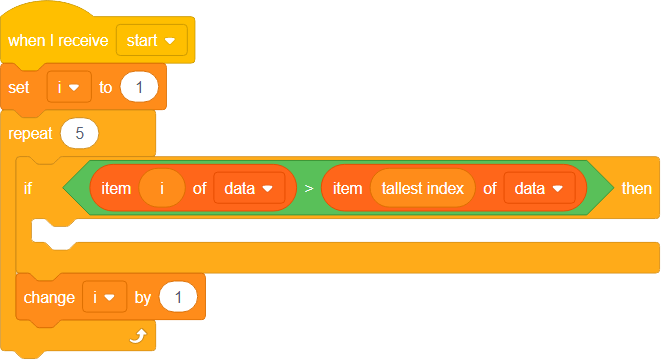 when I receive start
set i to 1
repeat 5
if item i of data > item tallest index of data then
change i by 1